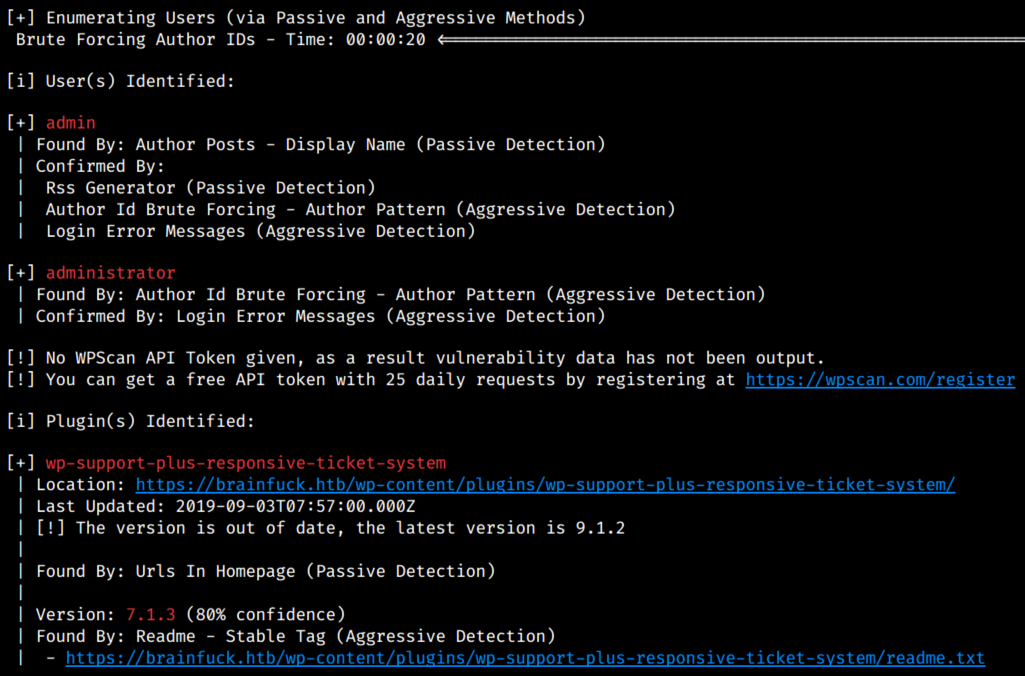 [+] Enumerating Users (via Passive and Aggressive Methods)
Brute Forcing Author IDs - Time: 00:00:20 <==========================================================
[i] User(s) Identified:
[+] admin
| Found By: Author Posts - Display Name (Passive Detection)
| Confirmed By:
|  Rss Generator (Passive Detection)
|  Author Id Brute Forcing - Author Pattern (Aggressive Detection)
|  Login Error Messages (Aggressive Detection)
[+] administrator
| Found By: Author Id Brute Forcing - Author Pattern (Aggressive Detection)
| Confirmed By: Login Error Messages (Aggressive Detection)
[!] No WPScan API Token given, as a result vulnerability data has not been output.
[!] You can get a free API token with 25 daily requests by registering at https://wpscan.com/register
[i] Plugin(s) Identified:
[+] wp-support-plus-responsive-ticket-system
| Location: https://brainfuck.htb/wp-content/plugins/wp-support-plus-responsive-ticket-system/
| Last Updated: 2019-09-03T07:57:00.000Z
| [!] The version is out of date, the latest version is 9.1.2
|
| Found By: Urls In Homepage (Passive Detection)
|
| Version: 7.1.3 (80% confidence)
| Found By: Readme - Stable Tag (Aggressive Detection)
|  - https://brainfuck.htb/wp-content/plugins/wp-support-plus-responsive-ticket-system/readme.txt